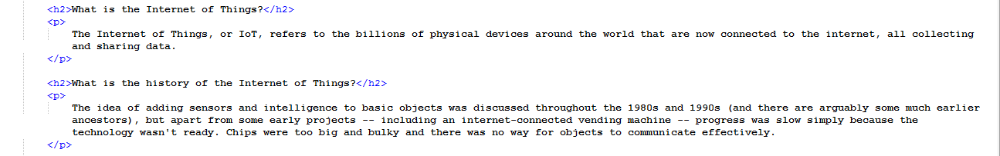 <h2>What is the Internet of Things?</h2>
<p>
The Internet of Things, or IoT, refers to the billions of physical devices around the world that are now connected to the internet, all collecting
and sharing data.
</p>
<h2>What is the history of the Internet of Things?</h2>
<p>
The idea of adding sensors and intelligence to basic objects was discussed throughout the 1980s and 1990s (and there are arguably some much earlier
ancestors), but apart from some early projects -- including an internet-connected vending machine -- progress was slow simply because the
technology wasn't ready. Chips were too big and bulky and there was no way for objects to communicate effectively.
</p>